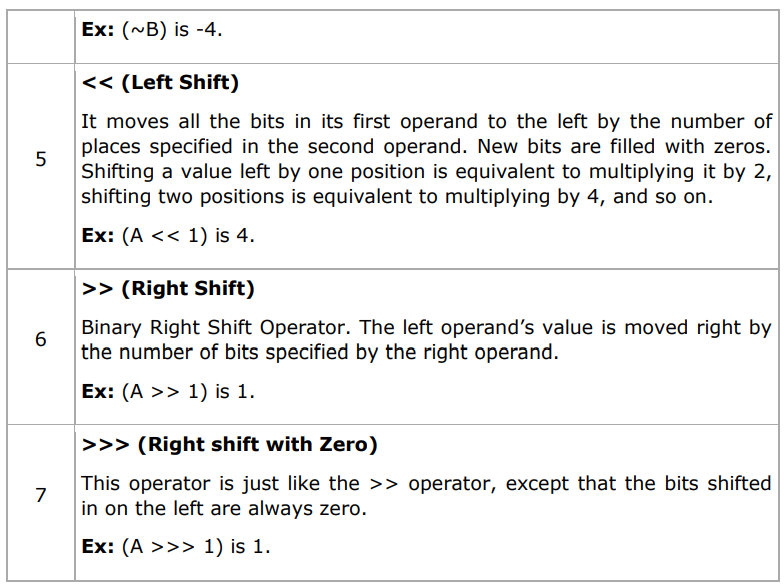 Ex: (~B) is -4.
<< (Left Shift)
It moves all the bits in its first operand to the left by the number of
places specified in the second operand. New bits are filled with zeros.
Shifting a value left by one position is equivalent to multiplying it by 2,
shifting two positions is equivalent to multiplying by 4, and so on.
5
Ex: (A << 1) is 4.
>> (Right Shift)
Binary Right Shift Operator. The left operand’s value is moved right by
the number of bits specified by the right operand.
6
Ex: (A >> 1) is 1.
>>> (Right shift with Zero)
This operator is just like the >> operator, except that the bits shifted
in on the left are always zero.
7
Ex: (A >>> 1) is 1.